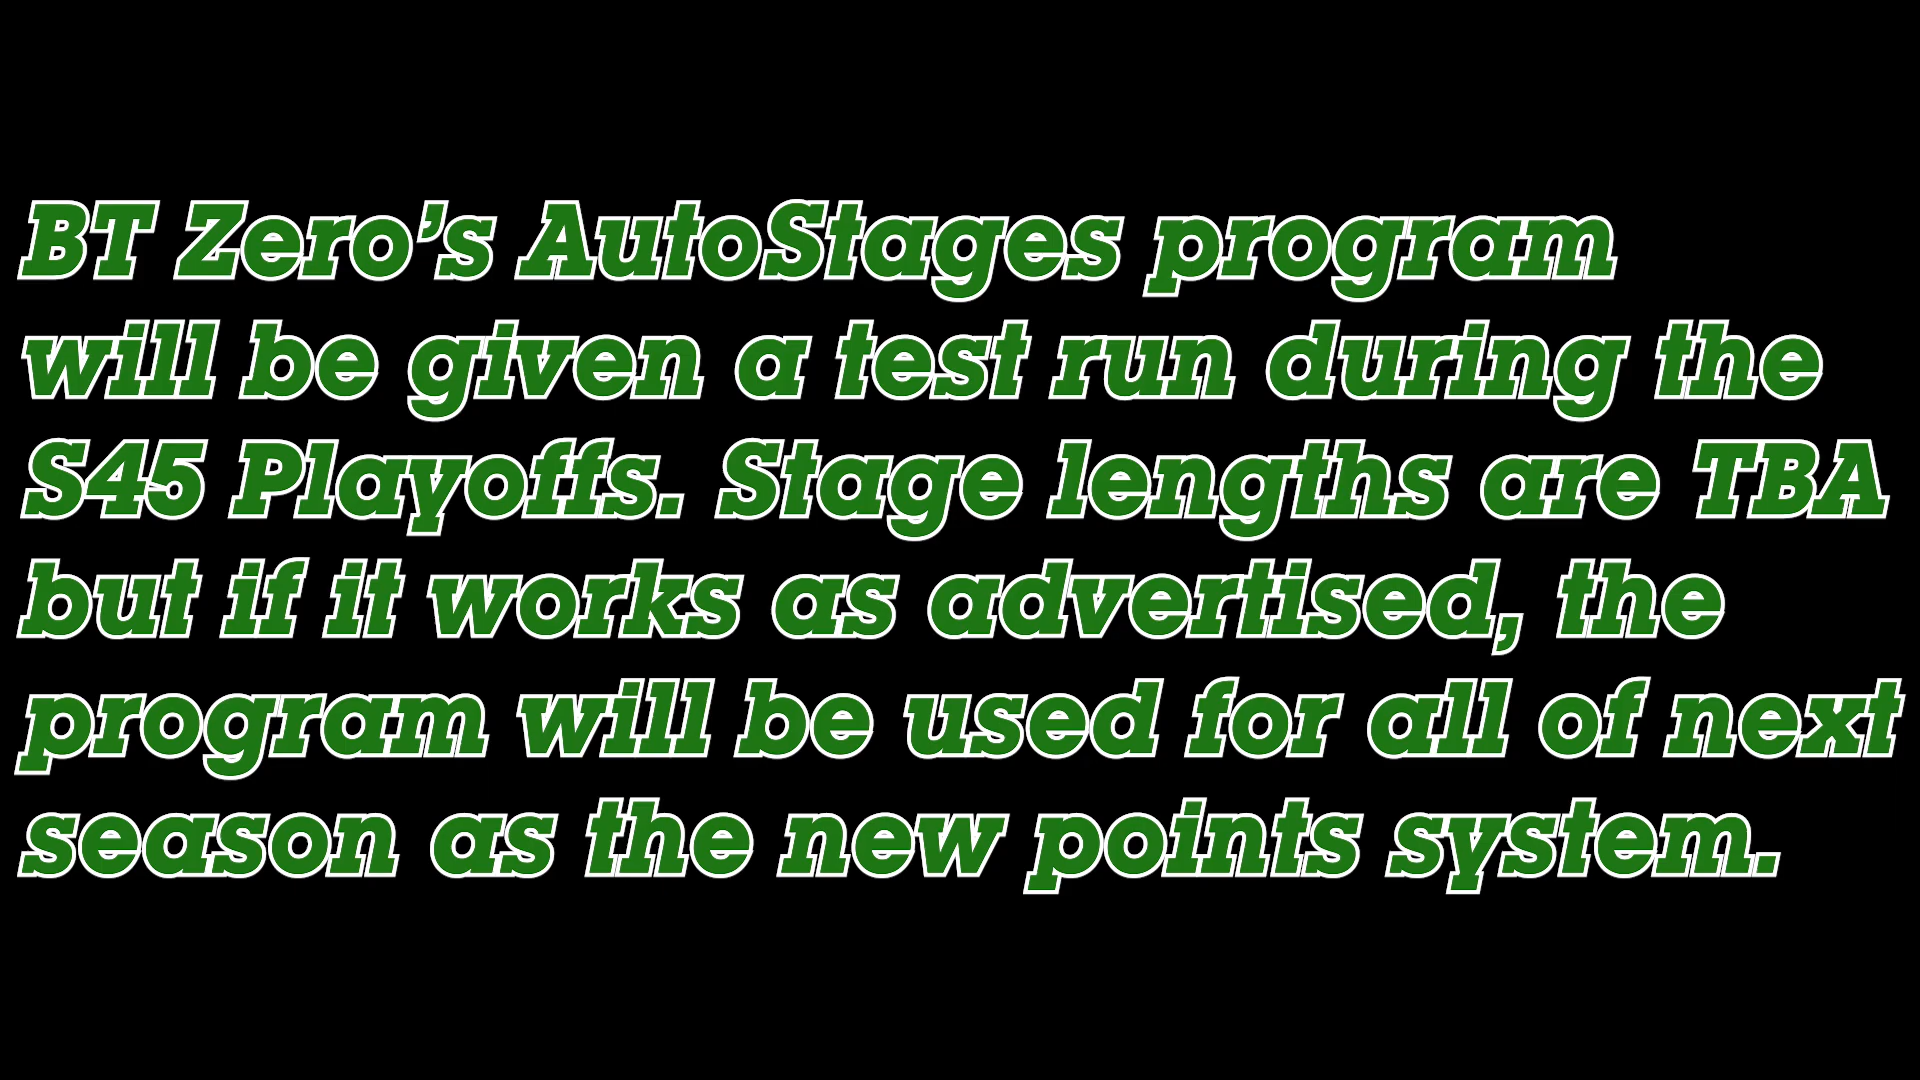 BT Zero’s AutoStages program
will be given a test run during the
S45 Playoffs. Stage lengths are TBA
but if it works as advertised, the
program will be used for all of next
season as the new points system.